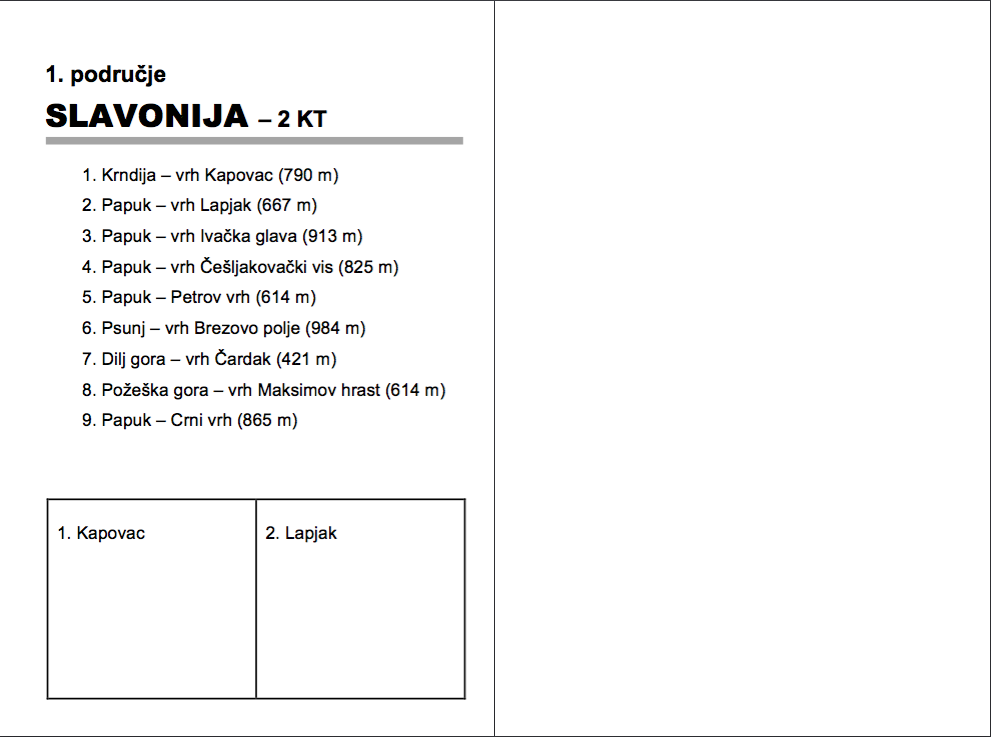 1. područje
SLAVONIJA – 2 KT
1. Krndija – vrh Kapovac (790 m)
2. Papuk – vrh Lapjak (667 m)
3. Papuk – vrh Ivačka glava (913 m)
4. Papuk – vrh Češljakovački vis (825 m)
5. Papuk – Petrov vrh (614 m)
6. Psunj – vrh Brezovo polje (984 m)
7. Dilj gora – vrh Čardak (421 m)
8. Požeška gora – vrh Maksimov hrast (614 m)
9. Papuk – Crni vrh (865 m)
1. Kapovac
2. Lapjak